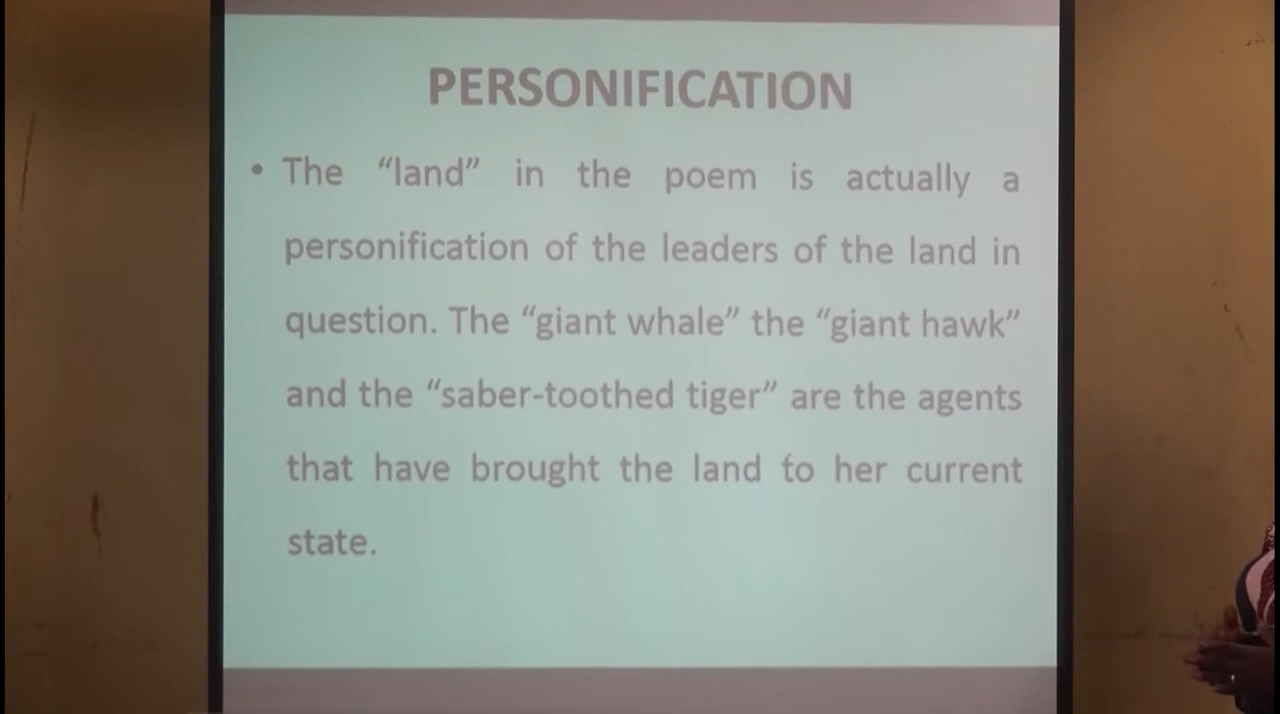 PERSONIFICATION
• The “land” in the poem is actually a
personification of the leaders of the land in
question. The “giant whale” the “giant hawk”
and the “saber-toothed tiger” are the agents
that have brought the land to her current
state.